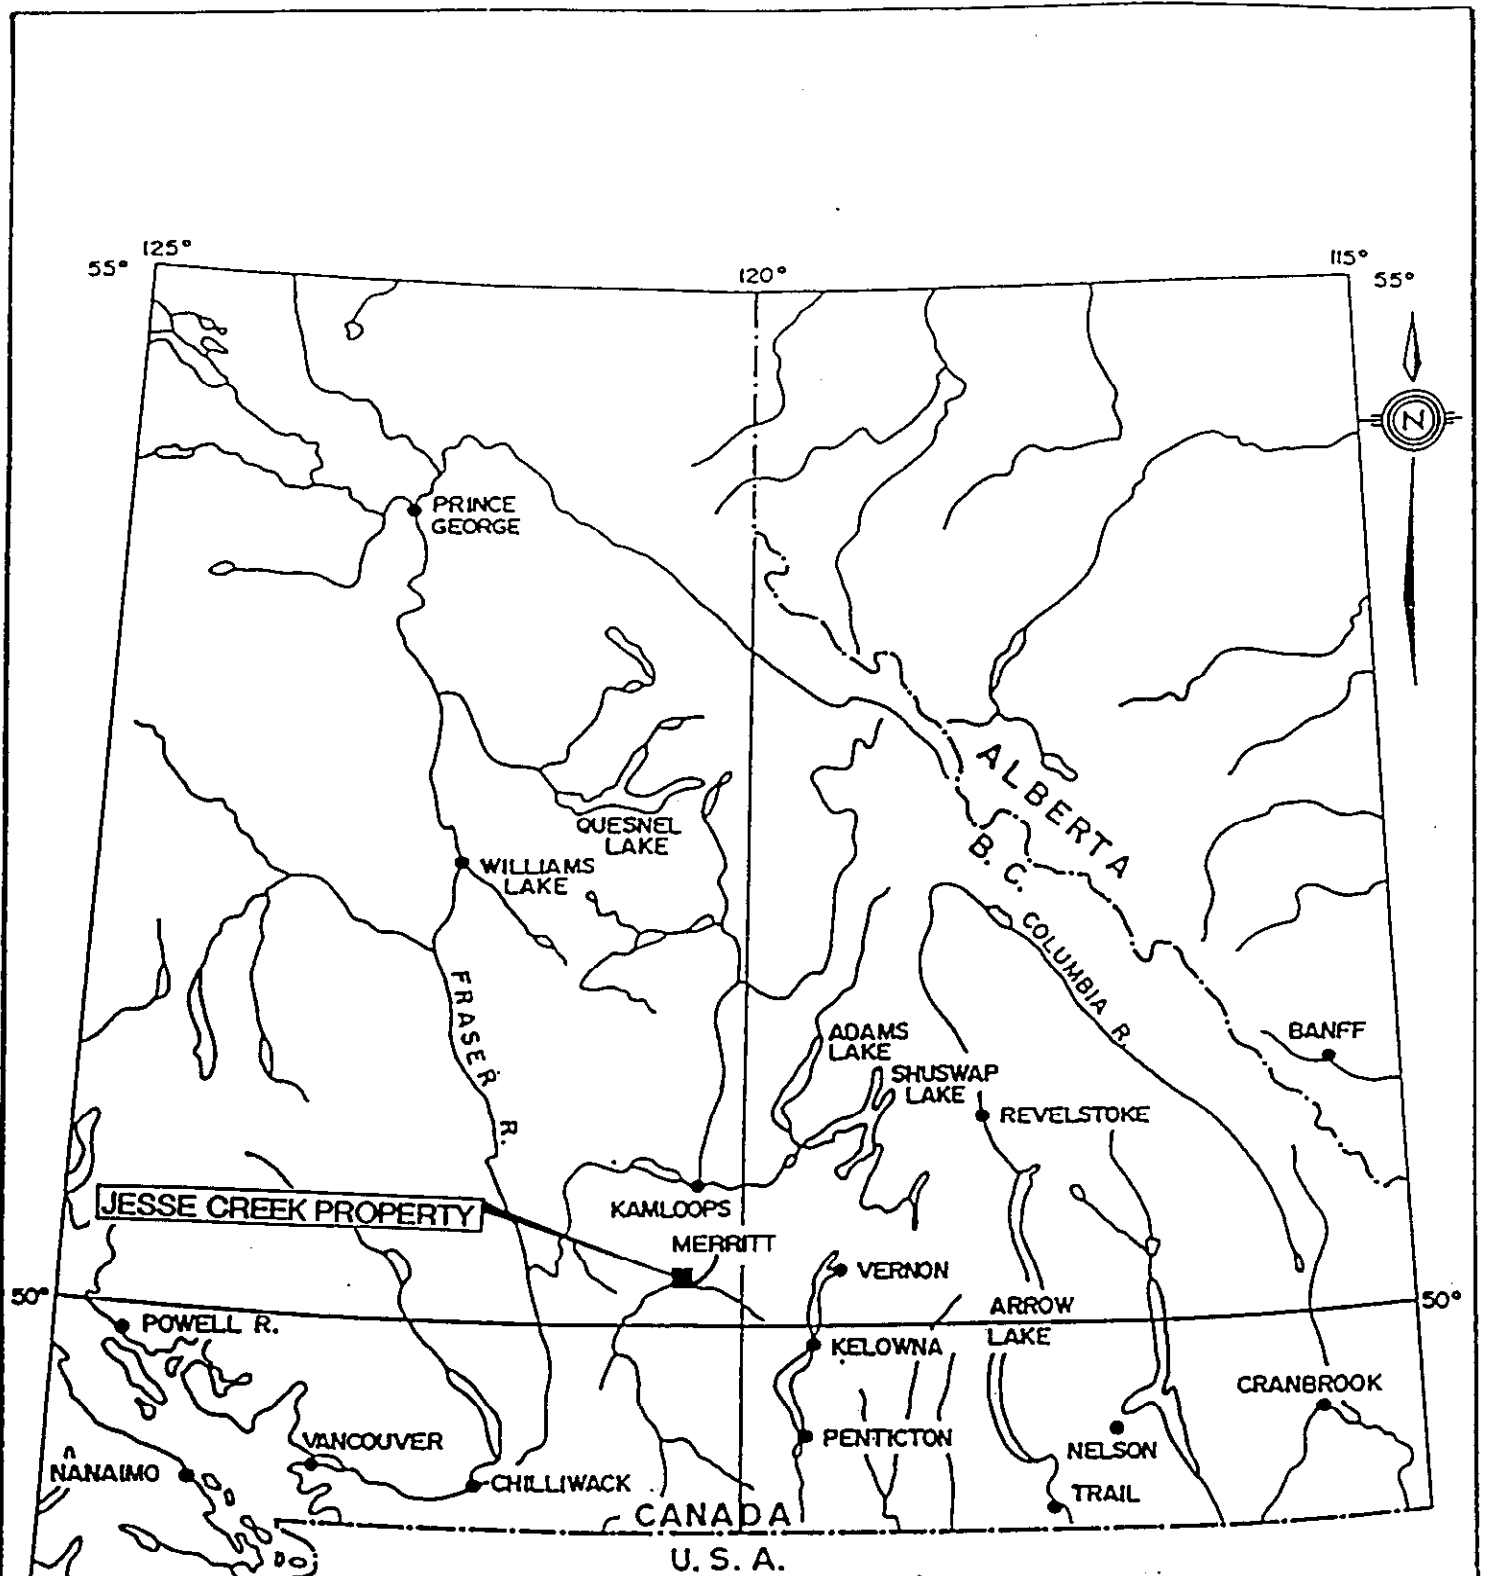 125°
55°
120°
115°
55°
N
PRINCE
GEORGE
ALBERTA
B. C.
QUESNEL
LAKE
WILLIAMS
LAKE
COLUMBIA R.
FRASER R.
ADAMS
LAKE
BANFF
SHUSWAP
LAKE
REVELSTOKE
JESSE CREEK PROPERTY
KAMLOOPS
MERRITT
VERNON
50°
50°
ARROW
LAKE
POWELL R.
KELOWNA
CRANBROOK
VANCOUVER
PENTICTON
NELSON
NANAIMO
CHILLIWACK
TRAIL
CANADA
U. S. A.